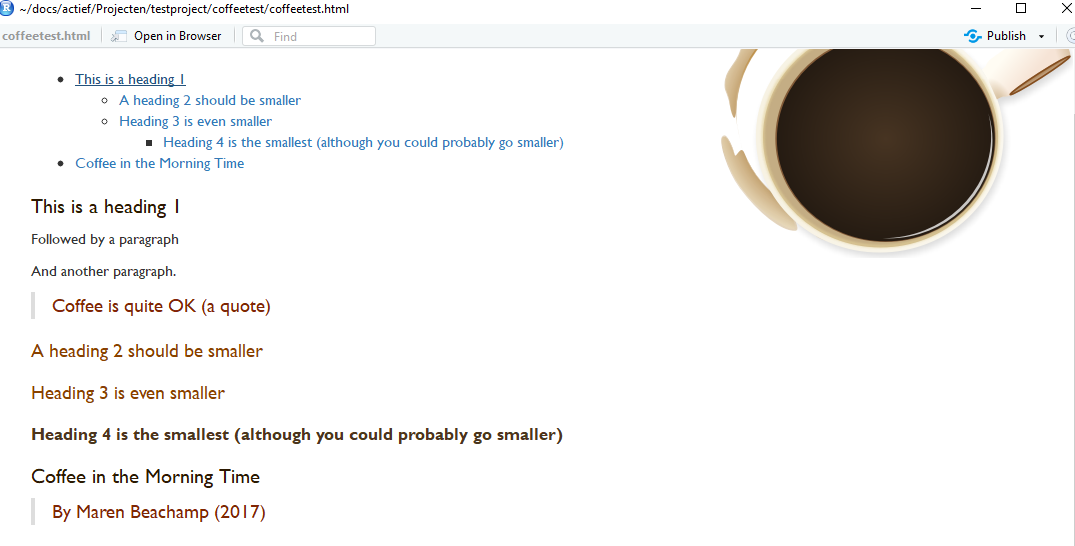 ~/docs/actief/Projecten/testproject/coffeetest/coffeetest.html
coffeetest.html Open in Browser Find Publish
This is a heading 1
A heading 2 should be smaller
Heading 3 is even smaller
Heading 4 is the smallest (although you could probably go smaller)
Coffee in the Morning Time
This is a heading 1
Followed by a paragraph
And another paragraph.
Coffee is quite OK (a quote)
A heading 2 should be smaller
Heading 3 is even smaller
Heading 4 is the smallest (although you could probably go smaller)
Coffee in the Morning Time
By Maren Beachamp (2017)